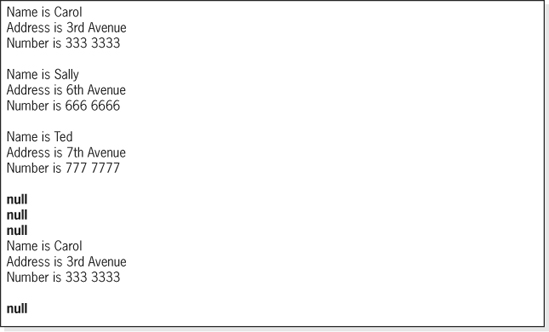 Name is Carol
Address is 3rd Avenue
Number is 333 3333
Name is Sally
Address is 6th Avenue
Number is 666 6666
Name is Ted
Address is 7th Avenue
Number is 777 7777
null
null
null
Name is Carol
Address is 3rd Avenue
Number is 333 3333
null